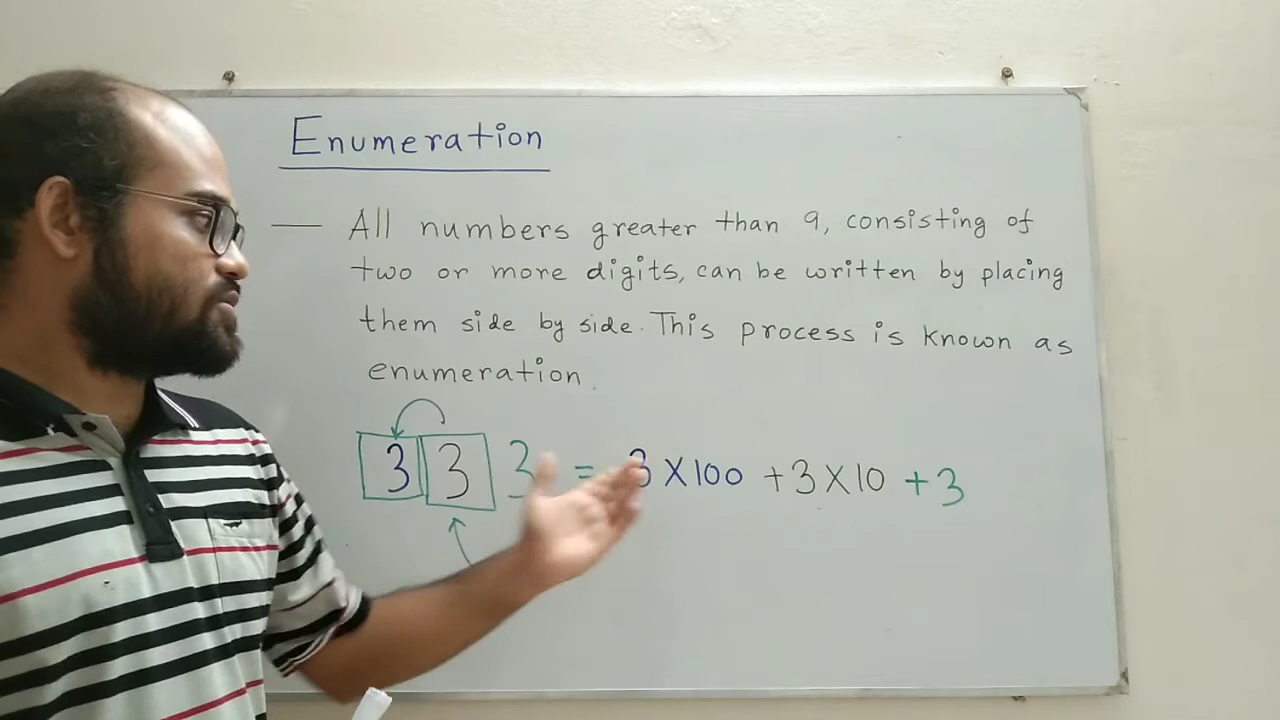 Enumeration
— All numbers greater than 9, consisting of
two or more digits, can be written by placing
them side by side. This process is known as
enumeration.
3 3 3 = 3 X 100 + 3 X 10 + 3